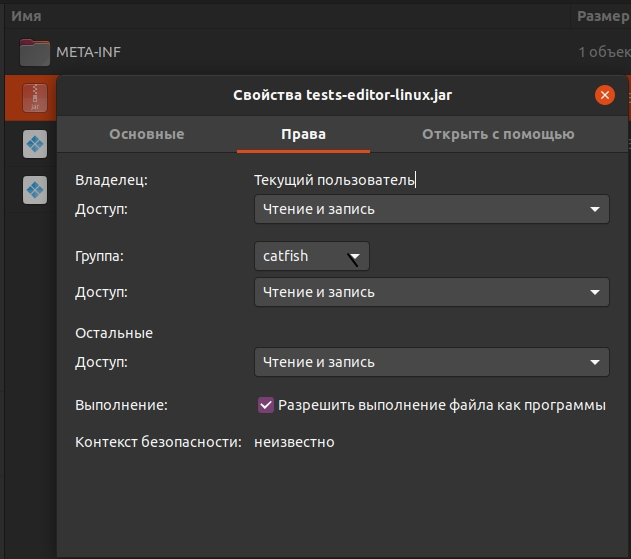 Имя Размер
META-INF 1 объек
Свойства tests-editor-linux.jar
Основные Права Открыть с помощью
Владелец: Текущий пользователь
Доступ: Чтение и запись
Группа: catfish
Доступ: Чтение и запись
Остальные
Доступ: Чтение и запись
Выполнение: Разрешить выполнение файла как программы
Контекст безопасности: неизвестно
jar